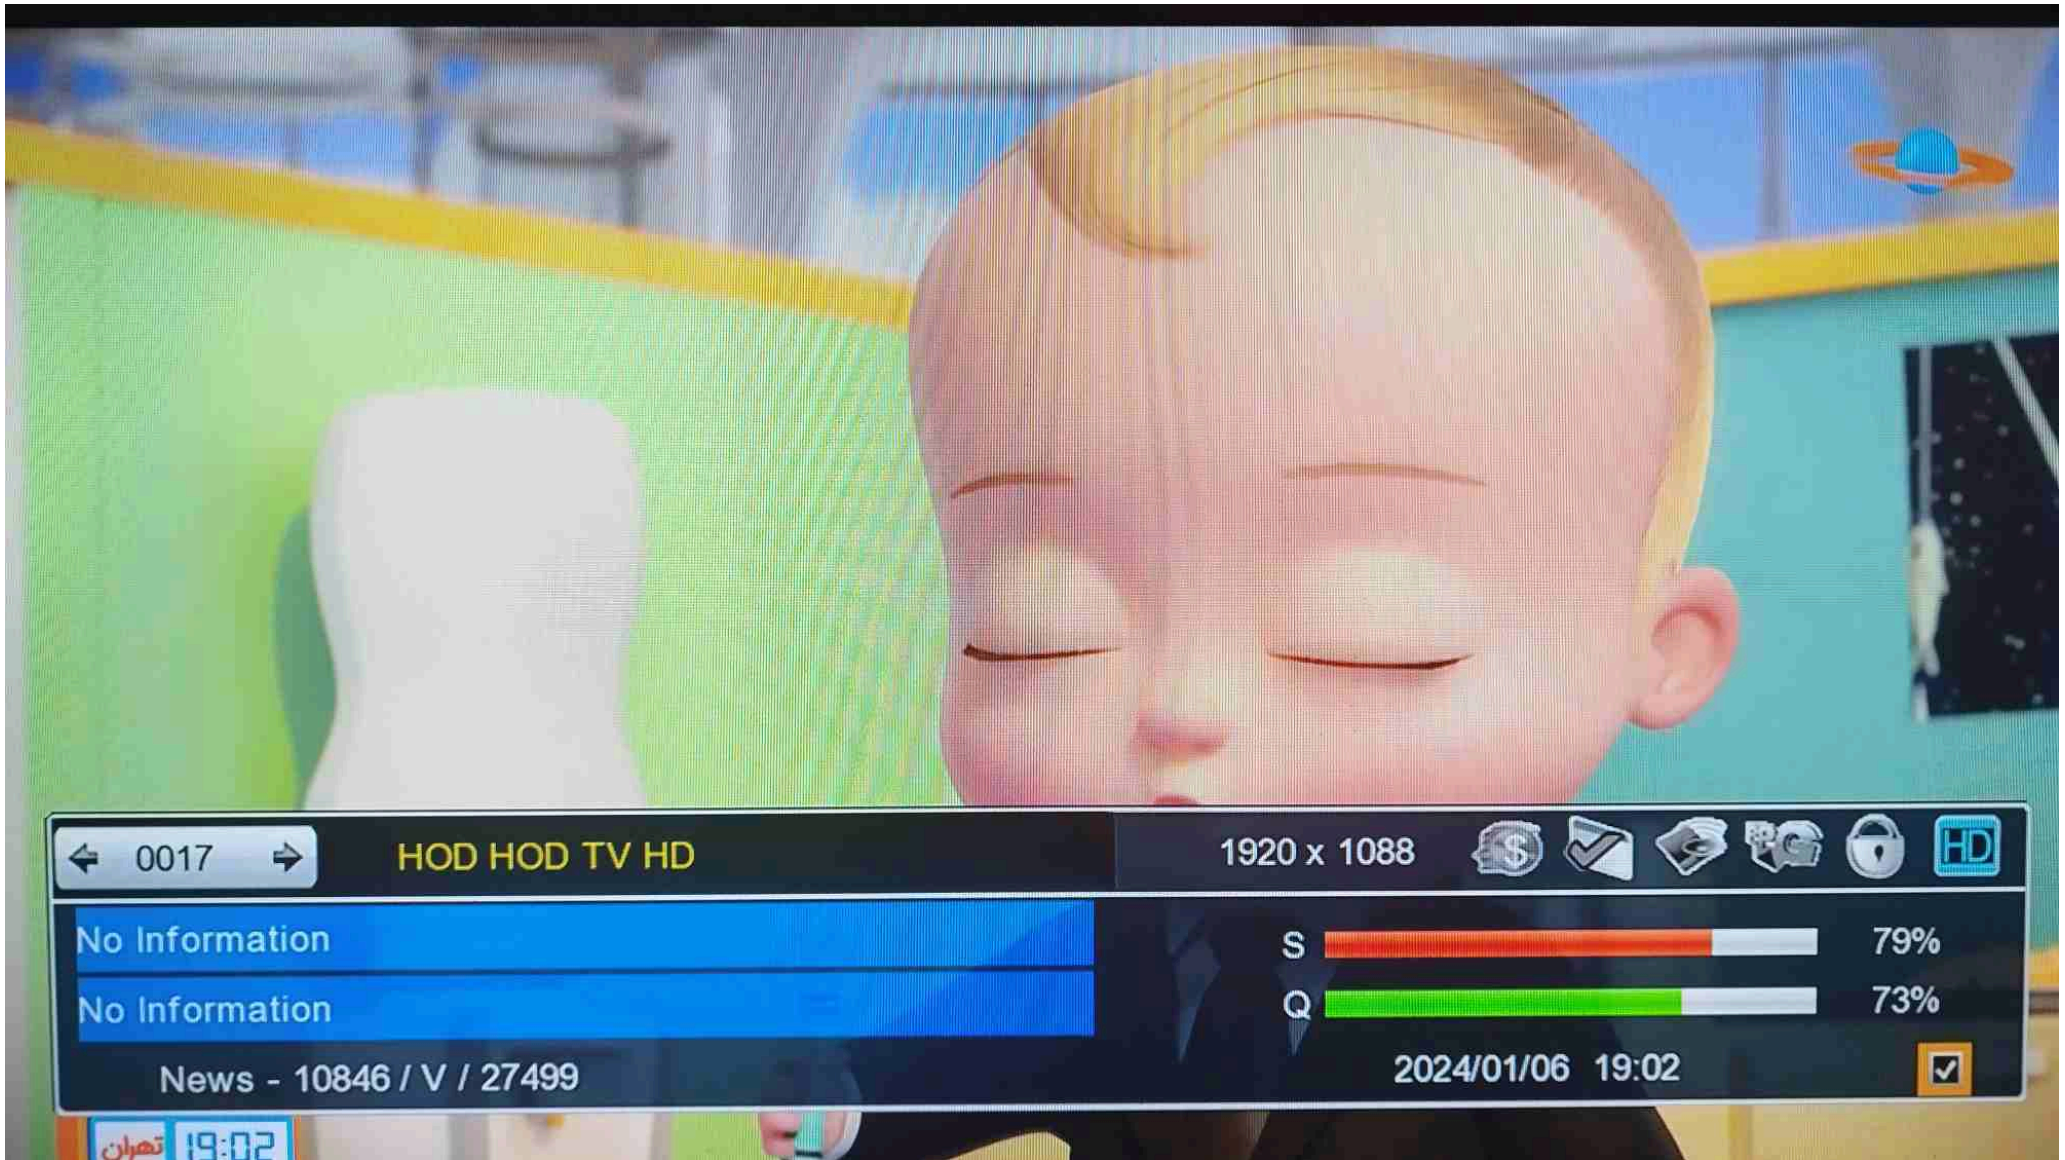 0017
HOD HOD TV HD
1920 x 1088
$
G
HD
No Information
S 79%
No Information
Q 73%
News - 10846 / V / 27499
2024/01/06 19:02
تهران 19:02